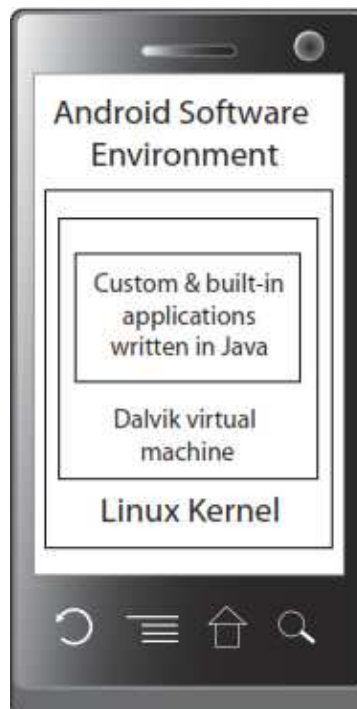 Android Software
Environment
Custom & built-in
applications
written in Java
Dalvik virtual
machine
Linux Kernel